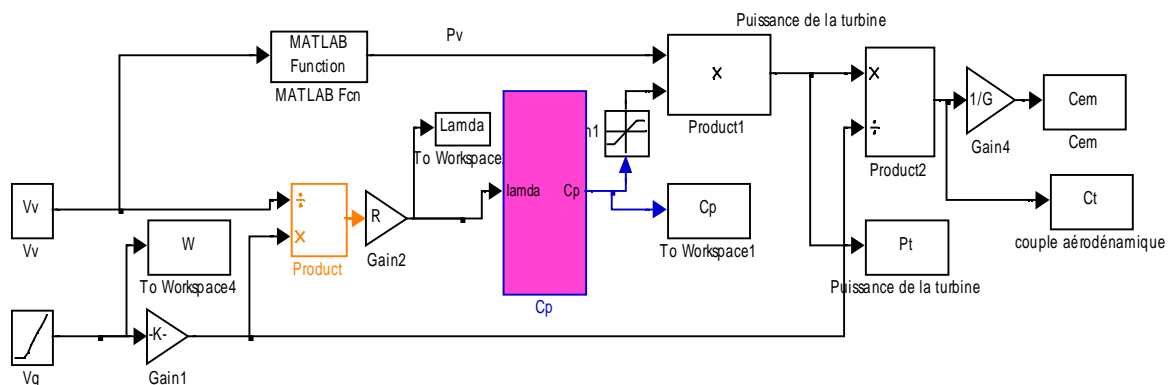 Puissance de la turbine
Pv
MATLAB
Function
MATLAB Fcn
x
Product1
x
÷
Product2
1/G
Gain4
Cem
Cem
Lamda
To Workspace
n1
lamda
Cp
Cp
Cp
To Workspace1
Vv
Vv
÷
x
Product
R
Gain2
W
To Workspace4
Ct
couple aérodénamique
Pt
Puissance de la turbine
-K-
Gain1
Vg